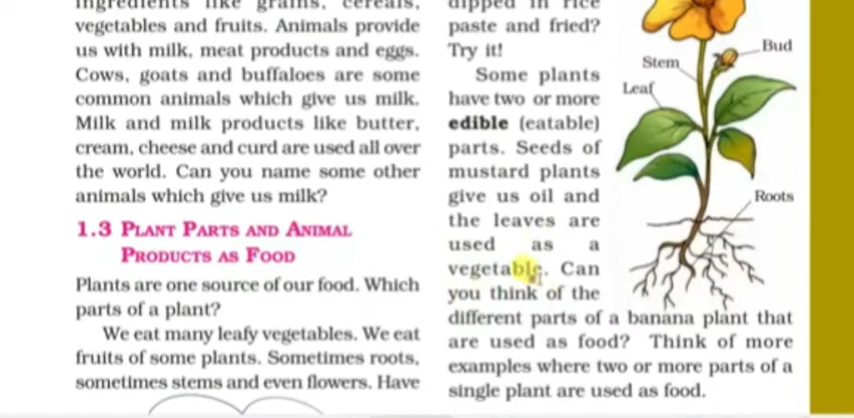 ingredients like grains, cereals,
vegetables and fruits. Animals provide
us with milk, meat products and eggs.
Cows, goats and buffaloes are some
common animals which give us milk.
Milk and milk products like butter,
cream, cheese and curd are used all over
the world. Can you name some other
animals which give us milk?
1.3 PLANT PARTS AND ANIMAL
PRODUCTS AS FOOD
Plants are one source of our food. Which
parts of a plant?
We eat many leafy vegetables. We eat
fruits of some plants. Sometimes roots,
sometimes stems and even flowers. Have
dipped in rice
paste and fried?
Try it!
Some plants
have two or more
edible (eatable)
parts. Seeds of
mustard plants
give us oil and
the leaves are
used as a
vegetable. Can
you think of the
different parts of a banana plant that
are used as food? Think of more
examples where two or more parts of a
single plant are used as food.
Bud
Stem
Leaf
Roots